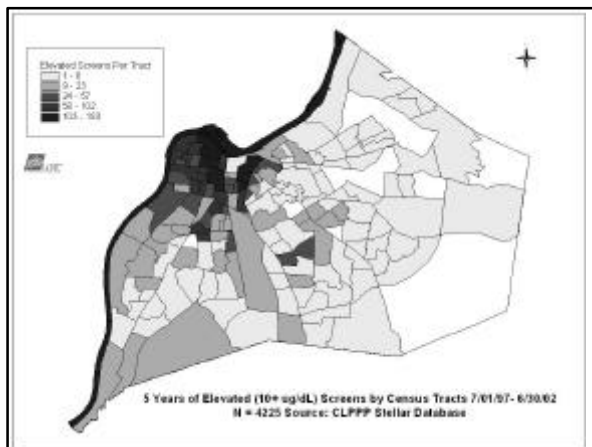 Elevated Screens Per Tract
1 - 8
9 - 23
24 - 57
58 - 102
103 - 188
5 Years of Elevated (10+ ug/dL) Screens by Census Tracts 7/01/97- 6/30/02
N = 4225 Source: CLPPP Stellar Database